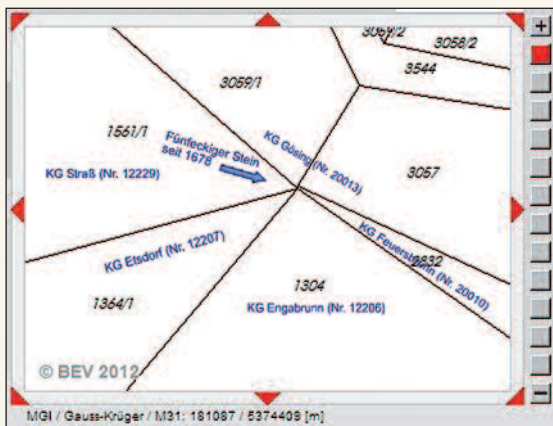 3059/2
3058/2
3544
3059/1
1561/1
Fünfeckiger Stein
seit 1678
KG Gösing (Nr. 20013)
KG Straß (Nr. 12229)
3057
KG Etsdorf (Nr. 12207)
KG Feuersbrunn (Nr. 20010)
2832
1304
1364/1
KG Engabrunn (Nr. 12206)
© BEV 2012
MGI / Gauss-Krüger / M31: 181087 / 5374409 [m]